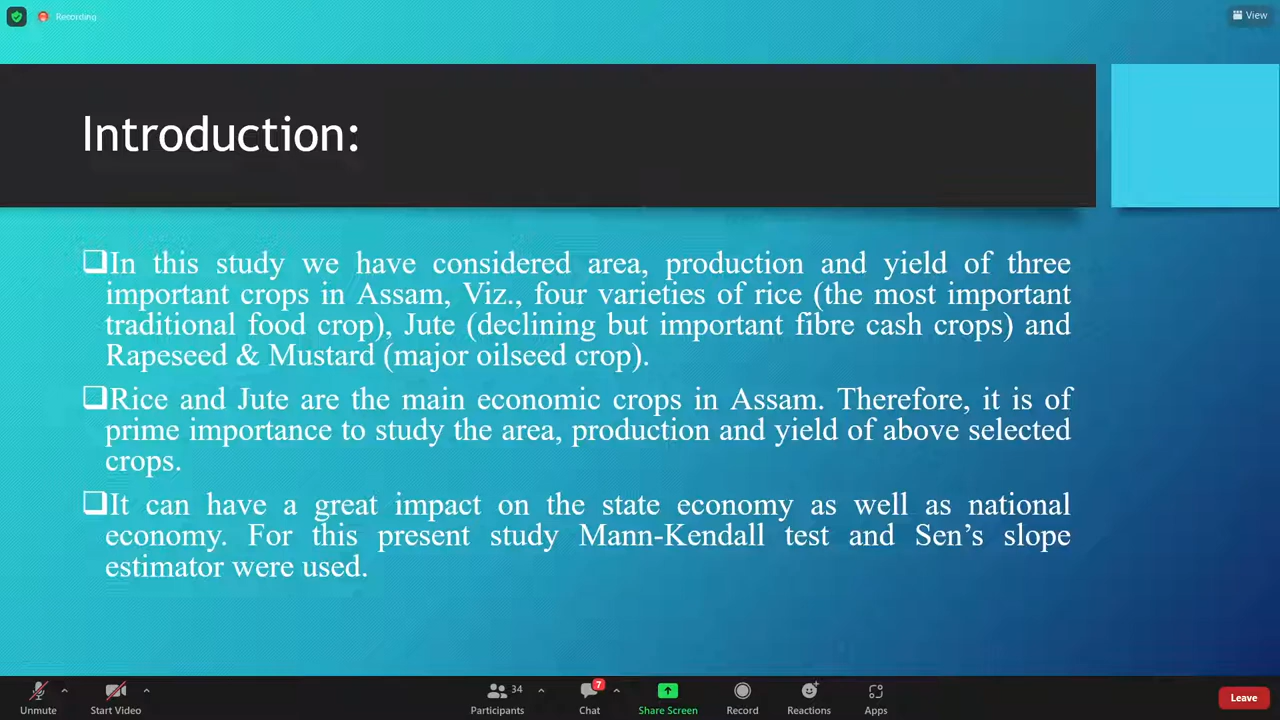 Recording
View
Introduction:
In this study we have considered area, production and yield of three
important crops in Assam, Viz., four varieties of rice (the most important
traditional food crop), Jute (declining but important fibre cash crops) and
Rapeseed & Mustard (major oilseed crop).
Rice and Jute are the main economic crops in Assam. Therefore, it is of
prime importance to study the area, production and yield of above selected
crops.
It can have a great impact on the state economy as well as national
economy. For this present study Mann-Kendall test and Sen’s slope
estimator were used.
34
7
Unmute
Start Video
Participants
Chat
Share Screen
Record
Reactions
Apps
Leave